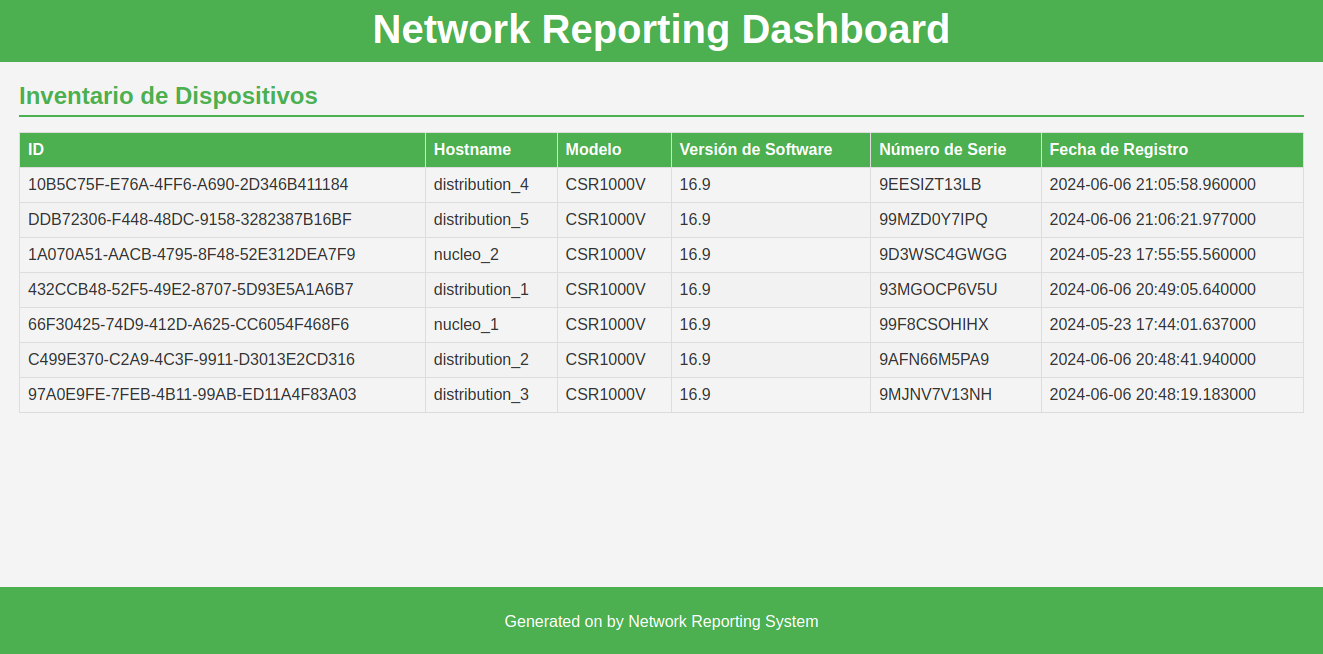 Network Reporting Dashboard
Inventario de Dispositivos
ID Hostname Modelo Versión de Software Número de Serie Fecha de Registro
10B5C75F-E76A-4FF6-A690-2D346B411184 distribution_4 CSR1000V 16.9 9EESIZT13LB 2024-06-06 21:05:58.960000
DDB72306-F448-48DC-9158-3282387B16BF distribution_5 CSR1000V 16.9 99MZD0Y7IPQ 2024-06-06 21:06:21.977000
1A070A51-AACB-4795-8F48-52E312DEA7F9 nucleo_2 CSR1000V 16.9 9D3WSC4GWGG 2024-05-23 17:55:55.560000
432CCB48-52F5-49E2-8707-5D93E5A1A6B7 distribution_1 CSR1000V 16.9 93MGOCP6V5U 2024-06-06 20:49:05.640000
66F30425-74D9-412D-A625-CC6054F468F6 nucleo_1 CSR1000V 16.9 99F8CSOHIHX 2024-05-23 17:44:01.637000
C499E370-C2A9-4C3F-9911-D3013E2CD316 distribution_2 CSR1000V 16.9 9AFN66M5PA9 2024-06-06 20:48:41.940000
97A0E9FE-7FEB-4B11-99AB-ED11A4F83A03 distribution_3 CSR1000V 16.9 9MJNV7V13NH 2024-06-06 20:48:19.183000
Generated on by Network Reporting System